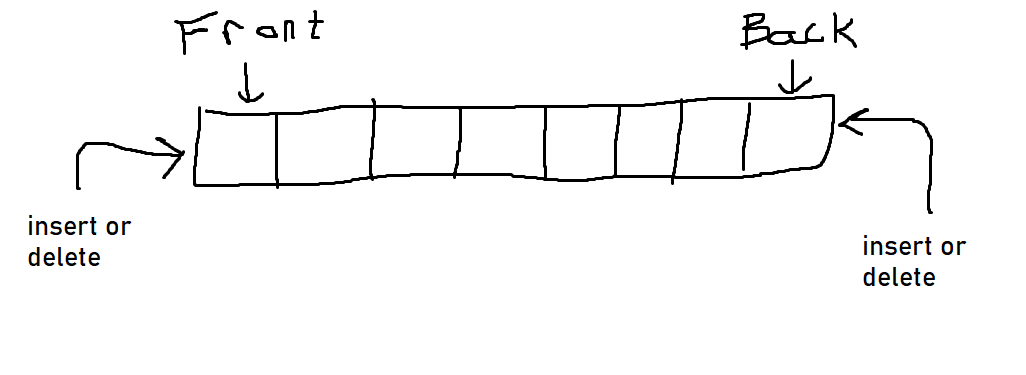 Front
Back
insert or
delete
insert or
delete